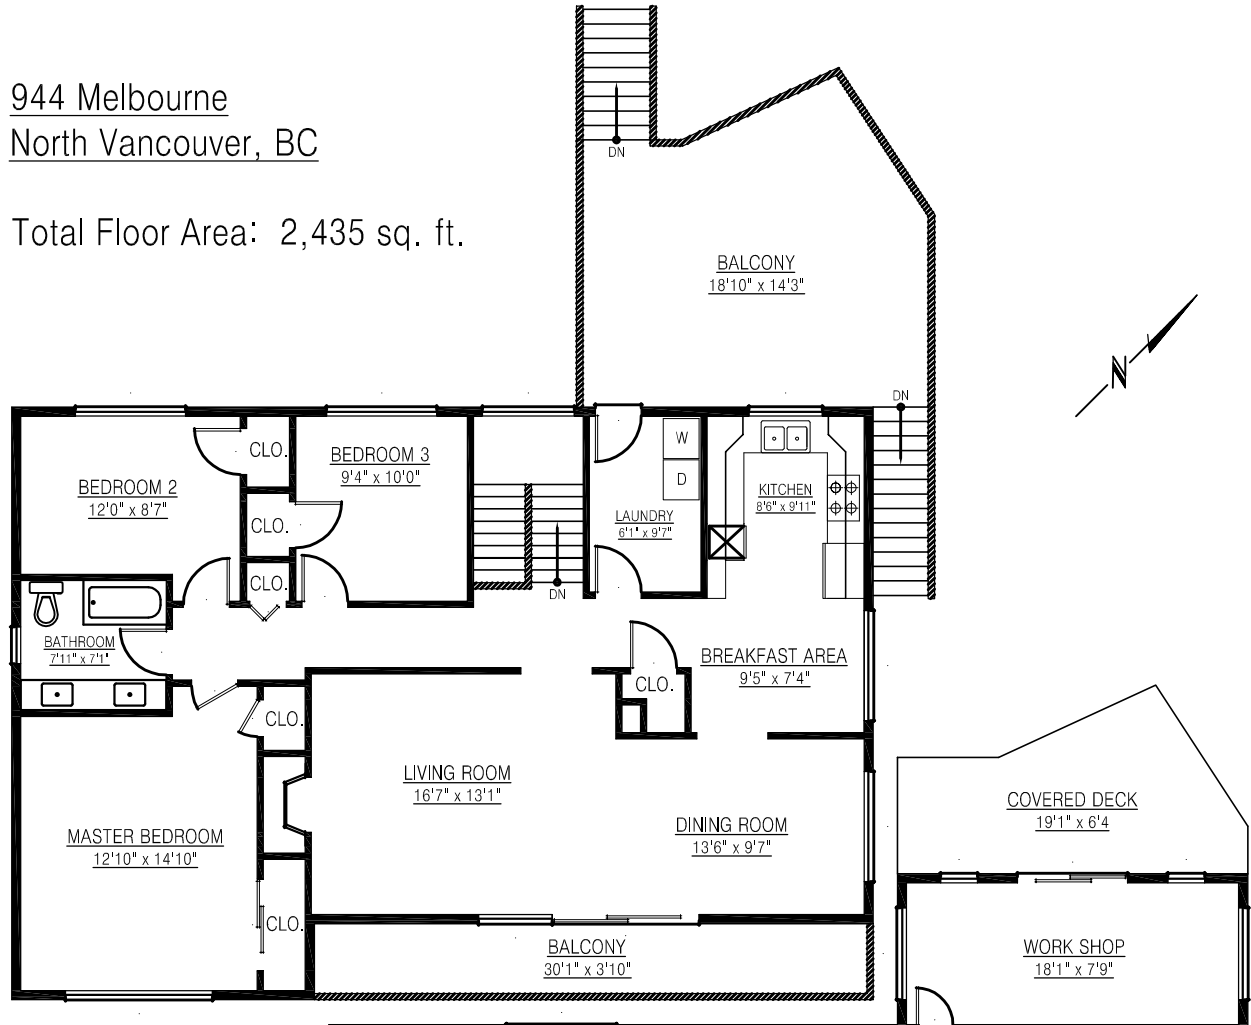 944 Melbourne
North Vancouver, BC
Total Floor Area: 2,435 sq. ft.
DN
BALCONY
18'10" x 14'3"
N
DN
CLO.
BEDROOM 3
9'4" x 10'0"
W
D
BEDROOM 2
12'0" x 8'7"
KITCHEN
8'6" x 9'11"
CLO.
LAUNDRY
6'1" x 9'7"
CLO.
DN
BATHROOM
7'11" x 7'1"
BREAKFAST AREA
9'5" x 7'4"
CLO.
CLO.
LIVING ROOM
16'7" x 13'1"
COVERED DECK
19'1" x 6'4
DINING ROOM
13'6" x 9'7"
MASTER BEDROOM
12'10" x 14'10"
CLO.
BALCONY
30'1" x 3'10"
WORK SHOP
18'1" x 7'9"